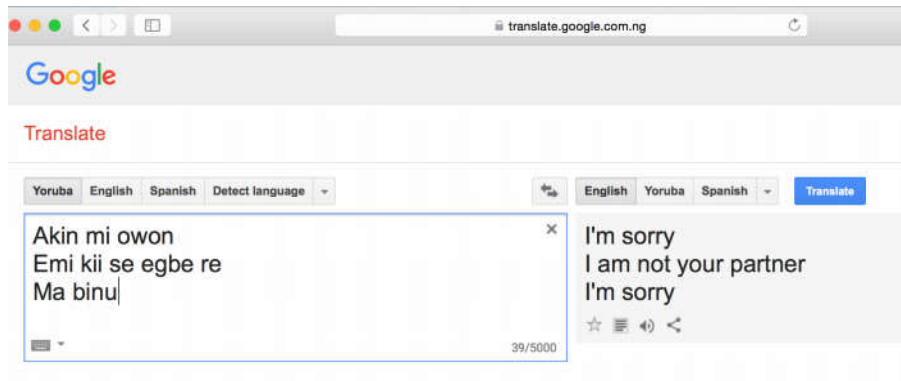 translate.google.com.ng
Google
Translate
Yoruba English Spanish Detect language
English Yoruba Spanish Translate
Akin mi owon
Emi kii se egbe re
Ma binu
39/5000
I'm sorry
I am not your partner
I'm sorry